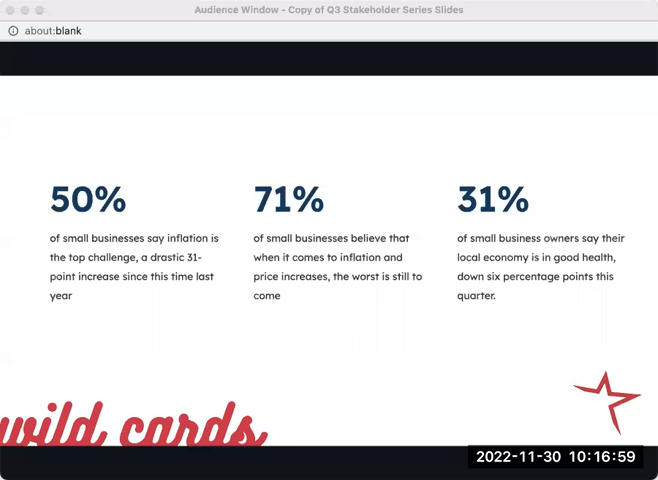 Audience Window - Copy of Q3 Stakeholder Series Slides
about:blank
50%
of small businesses say inflation is
the top challenge, a drastic 31-
point increase since this time last
year
71%
of small businesses believe that
when it comes to inflation and
price increases, the worst is still to
come
31%
of small business owners say their
local economy is in good health,
down six percentage points this
quarter.
wild cards
2022-11-30 10:16:59